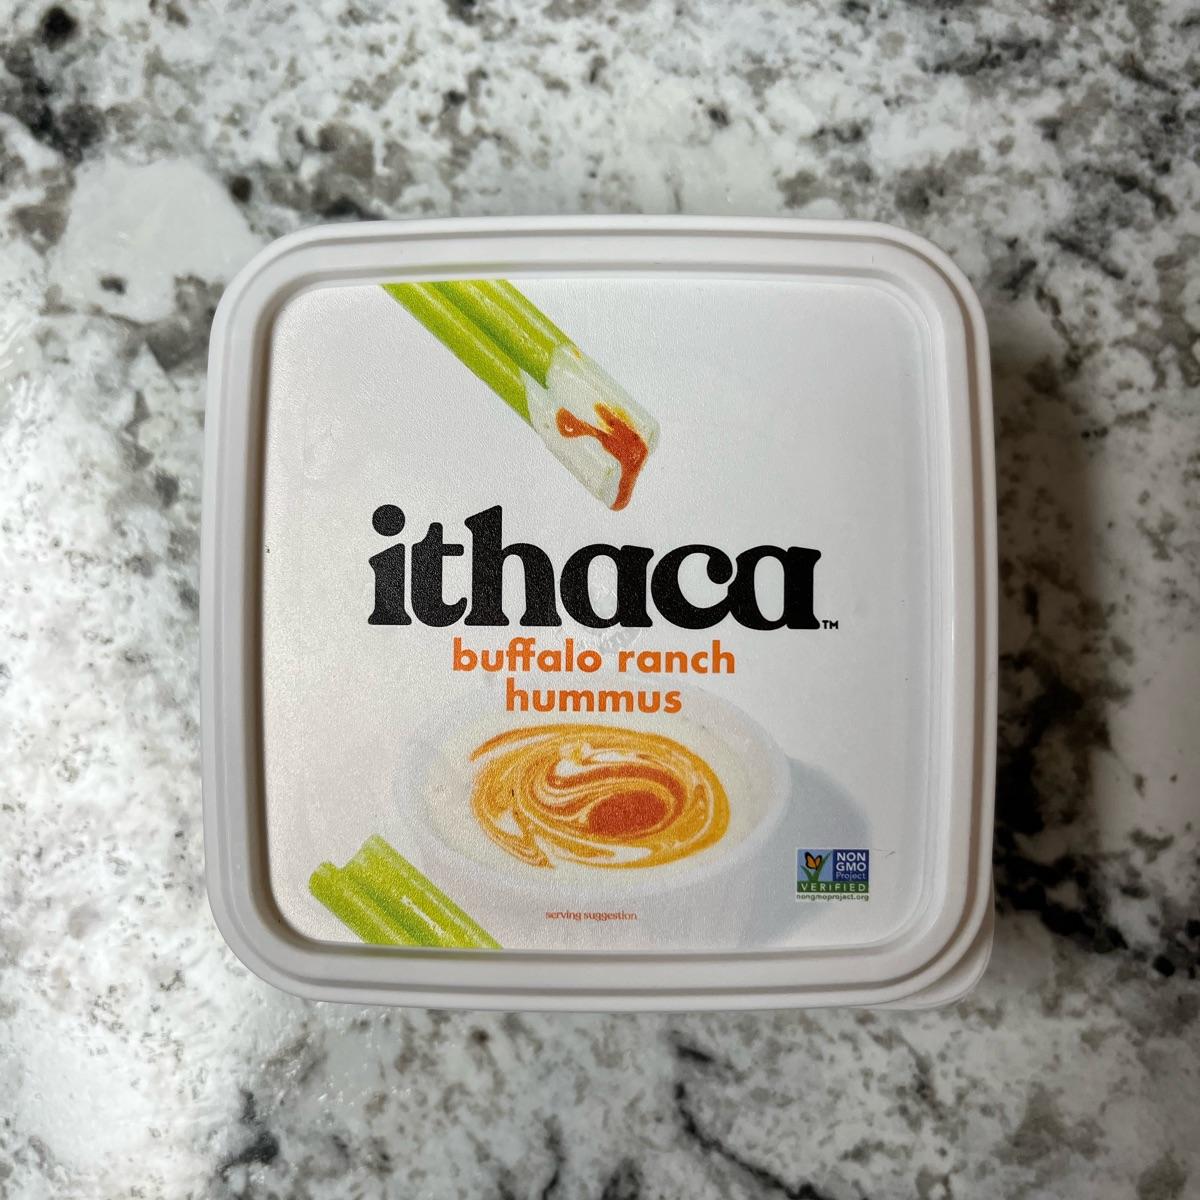 ithaca™
buffalo ranch
hummus
NON
GMO
Project
VERIFIED
nongmoproject.org
serving suggestion